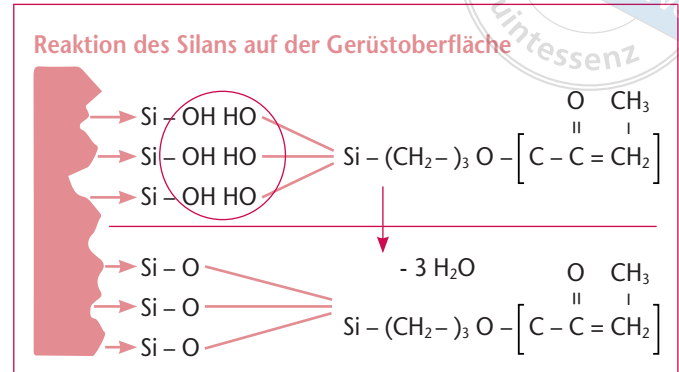 uintessenz
Reaktion des Silans auf der Gerüstoberfläche
O CH₃
Si – OH HO
Si – OH HO Si – (CH₂ – )₃ O – [ C – C = CH₂ ]
Si – OH HO
- 3 H₂O
O CH₃
Si – O
Si – O
Si – (CH₂ – )₃ O – [ C – C = CH₂ ]
Si – O